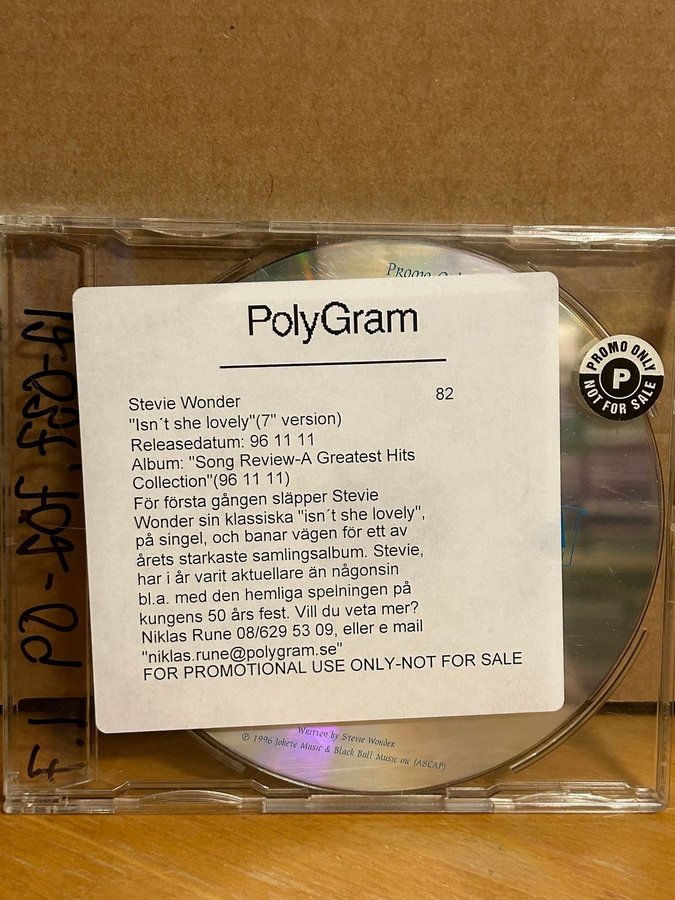 Promo Onl
PolyGram
Stevie Wonder 82
"Isn´t she lovely"(7" version)
Releasedatum: 96 11 11
Album: "Song Review-A Greatest Hits
Collection"(96 11 11)
För första gången släpper Stevie
Wonder sin klassiska "isn´t she lovely",
på singel, och banar vägen för ett av
årets starkaste samlingsalbum. Stevie,
har i år varit aktuellare än någonsin
bl.a. med den hemliga spelningen på
kungens 50 års fest. Vill du veta mer?
Niklas Rune 08/629 53 09, eller e mail
"niklas.rune@polygram.se"
FOR PROMOTIONAL USE ONLY-NOT FOR SALE
PROMO ONLY
P
NOT FOR SALE
Written by Stevie Wonder
℗ 1996 Jobete Music & Black Bull Music inc (ASCAP)